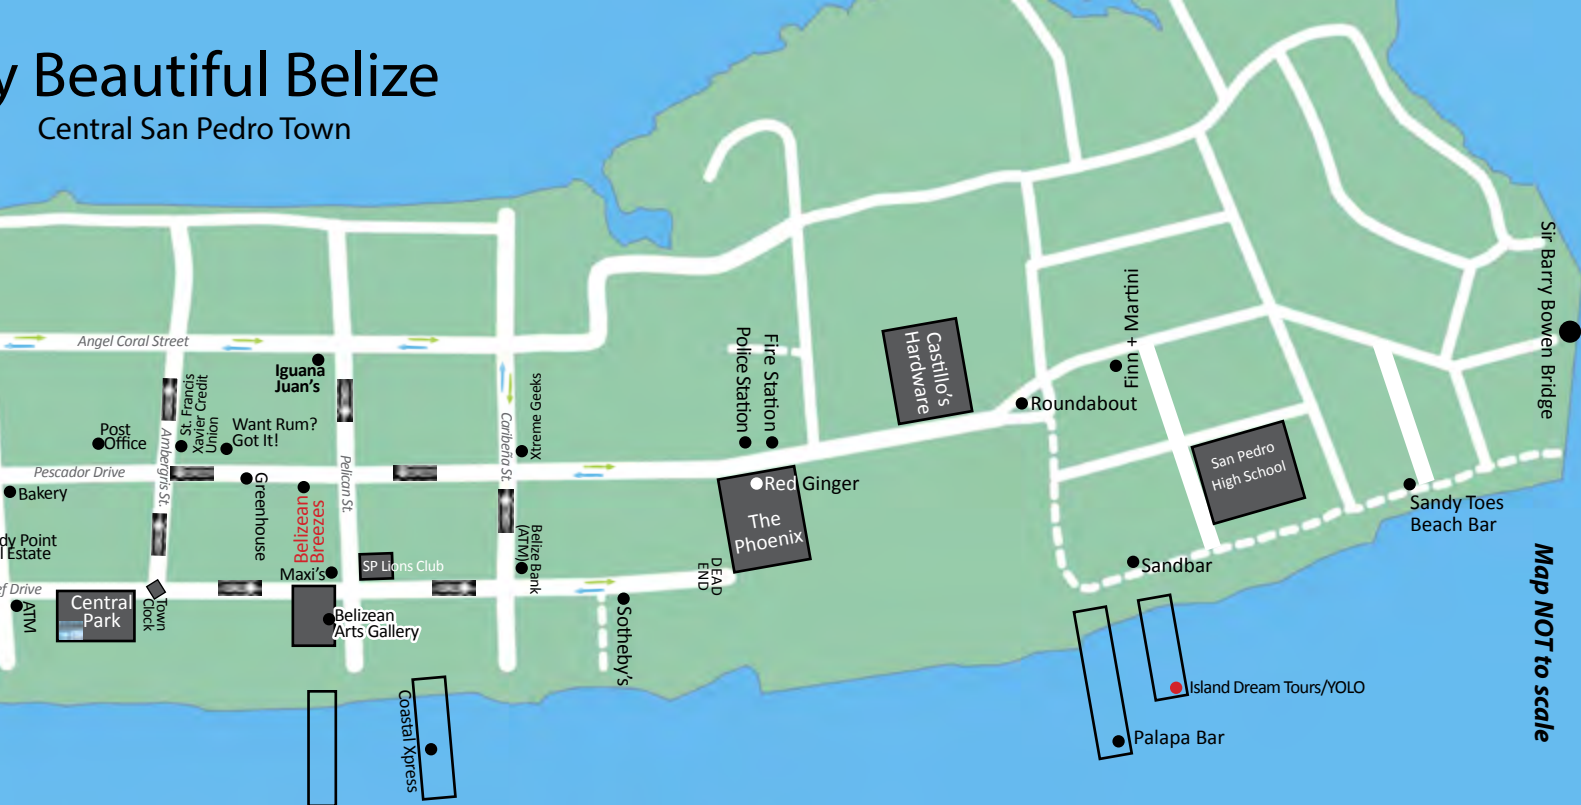 y Beautiful Belize
Central San Pedro Town
Angel Coral Street
Iguana
Juan's
St. Francis
Xavier Credit
Union
Want Rum?
Got It!
Post
Office
Ambergris St.
Pescador Drive
Pelican St.
Caribeña St.
Xtreme Geeks
Bakery
Greenhouse
Belizean
Breezes
dy Point
l Estate
Maxi's
SP Lions Club
Belize Bank
(ATM)
ef Drive
ATM
Central
Park
Town
Clock
Belizean
Arts Gallery
Coastal Xpress
Sotheby's
DEAD
END
Police Station
Fire Station
Red Ginger
The
Phoenix
Castillo's
Hardware
Roundabout
Finn + Martini
San Pedro
High School
Sir Barry Bowen Bridge
Sandy Toes
Beach Bar
Sandbar
Island Dream Tours/YOLO
Palapa Bar
Map NOT to scale